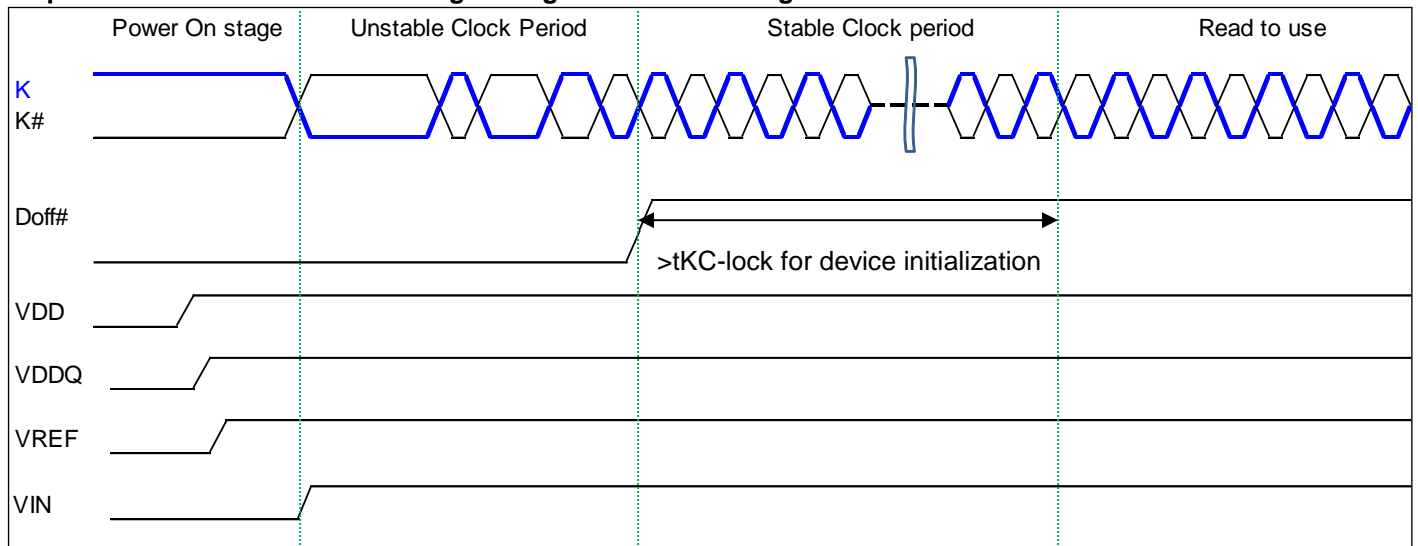 Power On stage Unstable Clock Period Stable Clock period Read to use
K
K#
Doff#
>tKC-lock for device initialization
VDD
VDDQ
VREF
VIN